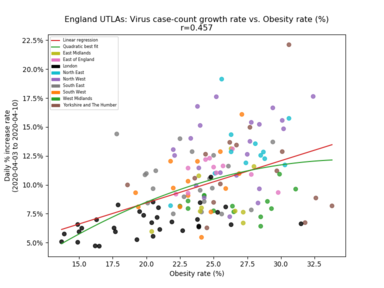 England UTLAs: Virus case-count growth rate vs. Obesity rate (%)
r=0.457
Daily % increase rate
(2020-04-03 to 2020-04-10)
22.5%
20.0%
17.5%
15.0%
12.5%
10.0%
7.5%
5.0%
Linear regression
Quadratic best fit
East Midlands
East of England
London
North East
North West
South East
South West
West Midlands
Yorkshire and The Humber
15.0
17.5
20.0
22.5
25.0
27.5
30.0
32.5
Obesity rate (%)